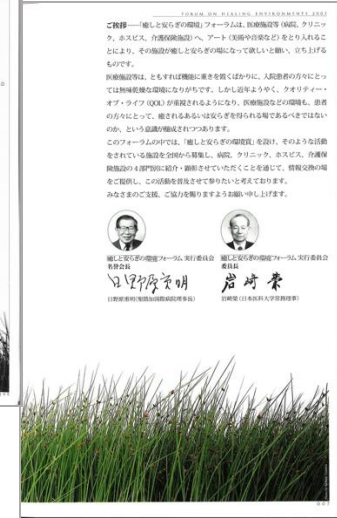 FORUM ON HEALING ENVIRONMENTS 2003
ご挨拶――「癒しと安らぎの環境」フォーラムは、医療施設等（病院、クリニッ
ク、ホスピス、介護保険施設）へ、アート（美術や音楽など）をとり入れるこ
とにより、その施設が癒しと安らぎの場になって欲しいと願い、立ち上げる
ものです。
医療施設等は、ともすれば機能に重きを置くばかりに、入院患者の方々にとっ
ては無味乾燥な環境になりがちです。しかし近年ようやく、クオリティー・
オブ・ライフ（QOL）が重視されるようになり、医療施設などの環境も、患者
の方々にとって、癒されるあるいは安らぎを得られる場であるべきではない
のか、という意識が醸成されつつあります。
このフォーラムの中では、「癒しと安らぎの環境賞」を設け、そのような活動
をされている施設を全国から募集し、病院、クリニック、ホスピス、介護保
険施設の4部門別に紹介・顕彰させていただくことを通じて、情報交換の場
をご提供し、この活動を普及させて参りたいと考えております。
みなさまのご支援、ご協力を賜りますようお願い申し上げます。
癒しと安らぎの環境フォーラム 実行委員会
名誉会長
日野原重明
日野原重明（聖路加国際病院理事長）
癒しと安らぎの環境フォーラム 実行委員会
委員長
岩﨑榮
岩崎榮（日本医科大学常務理事）